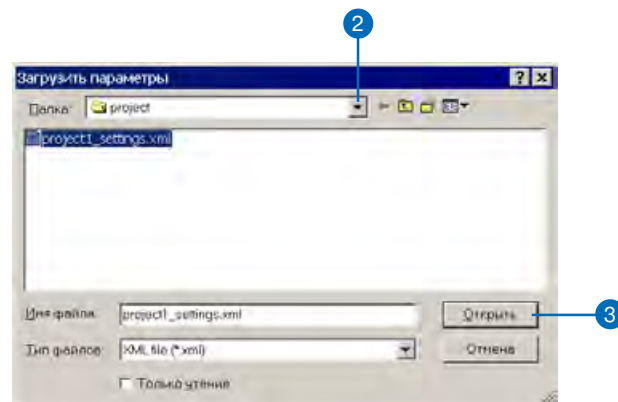 2
Загрузить параметры
Папка: project
project1_settings.xml
Имя файла: project1_settings.xml Открыть 3
Тип файлов: XML file (*.xml) Отмена
Только чтение